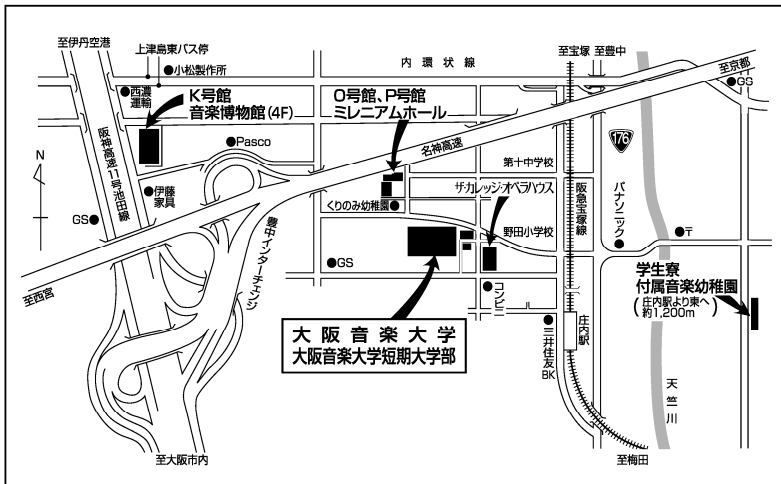 至伊丹空港
上津島東バス停
小松製作所
内環状線
至宝塚
至豊中
至京都
GS
西濃
運輸
K号館
音楽博物館(4F)
O号館、P号館
ミレニアムホール
Pasco
名神高速
第十中学校
176
N
阪神高速11号池田線
伊藤
家具
GS
くりのみ幼稚園
ザ・カレッジ・オペラハウス
阪急宝塚線
パナソニック
野田小学校
〒
豊中インターチェンジ
GS
コンビニ
学生寮
付属音楽幼稚園
(庄内駅より東へ
約1,200m)
至西宮
大阪音楽大学
大阪音楽大学短期大学部
三井住友BK
庄内駅
天竺川
至大阪市内
至梅田